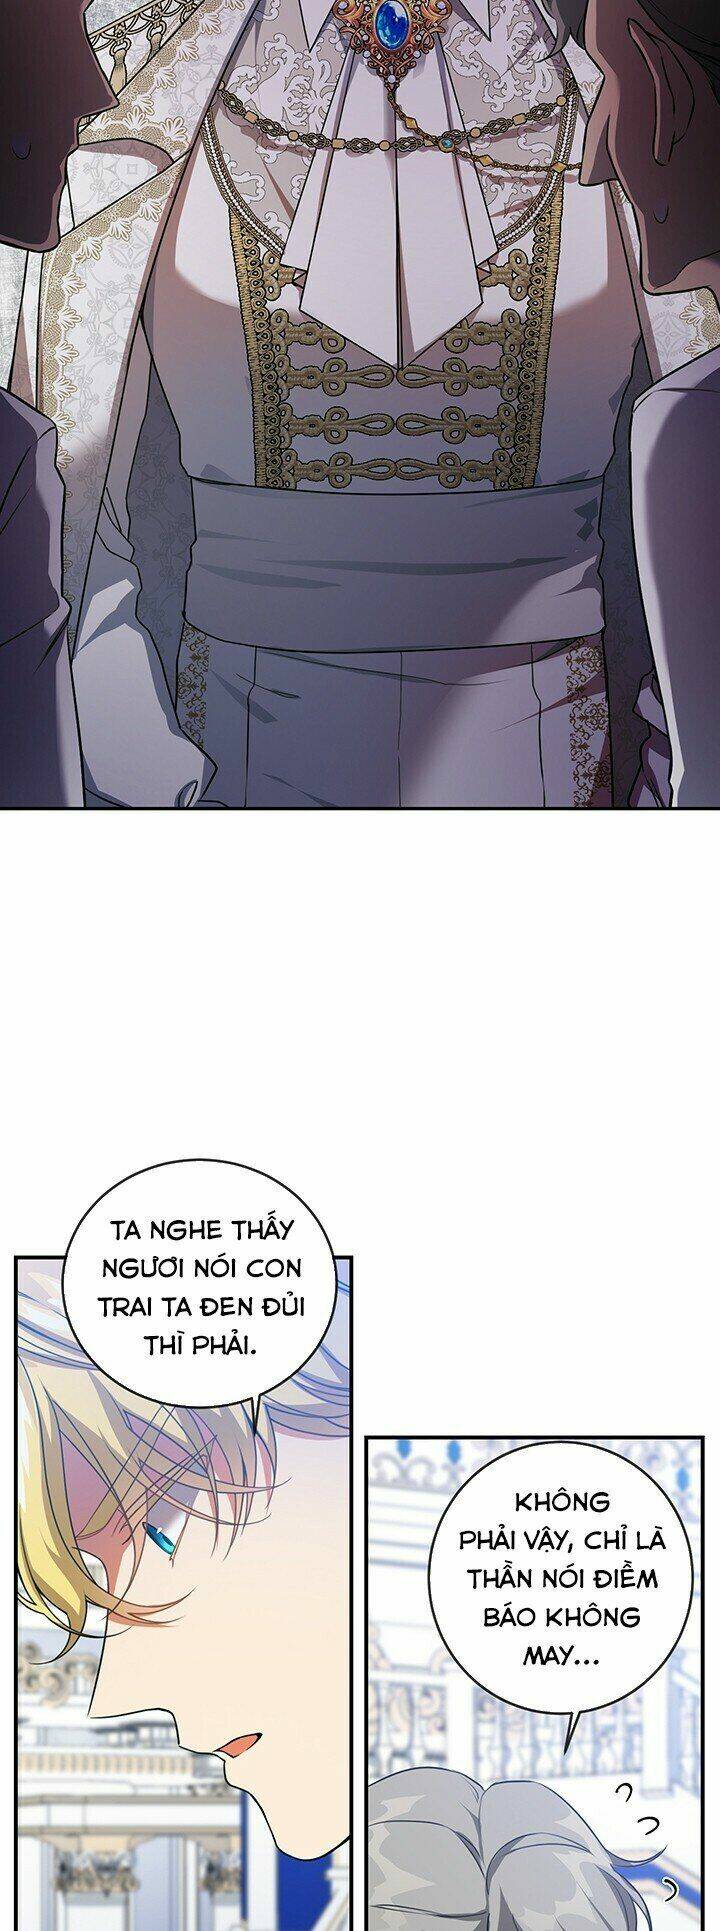 TA NGHE THẤY
NGƯƠI NÓI CON
TRAI TA ĐEN ĐỦI
THÌ PHẢI.
KHÔNG
PHẢI VẬY, CHỈ LÀ
THẦN NÓI ĐIỀM
BÁO KHÔNG
MAY...